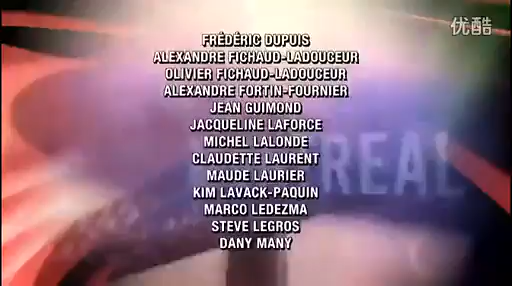 优酷
FRÉDÉRIC DUPUIS
ALEXANDRE FICHAUD-LADOUCEUR
OLIVIER FICHAUD-LADOUCEUR
ALEXANDRE FORTIN-FOURNIER
JEAN GUIMOND
JACQUELINE LAFORCE
MICHEL LALONDE
CLAUDETTE LAURENT
MAUDE LAURIER
KIM LAVACK-PAQUIN
MARCO LEDEZMA
STEVE LEGROS
DANY MANY
REAL